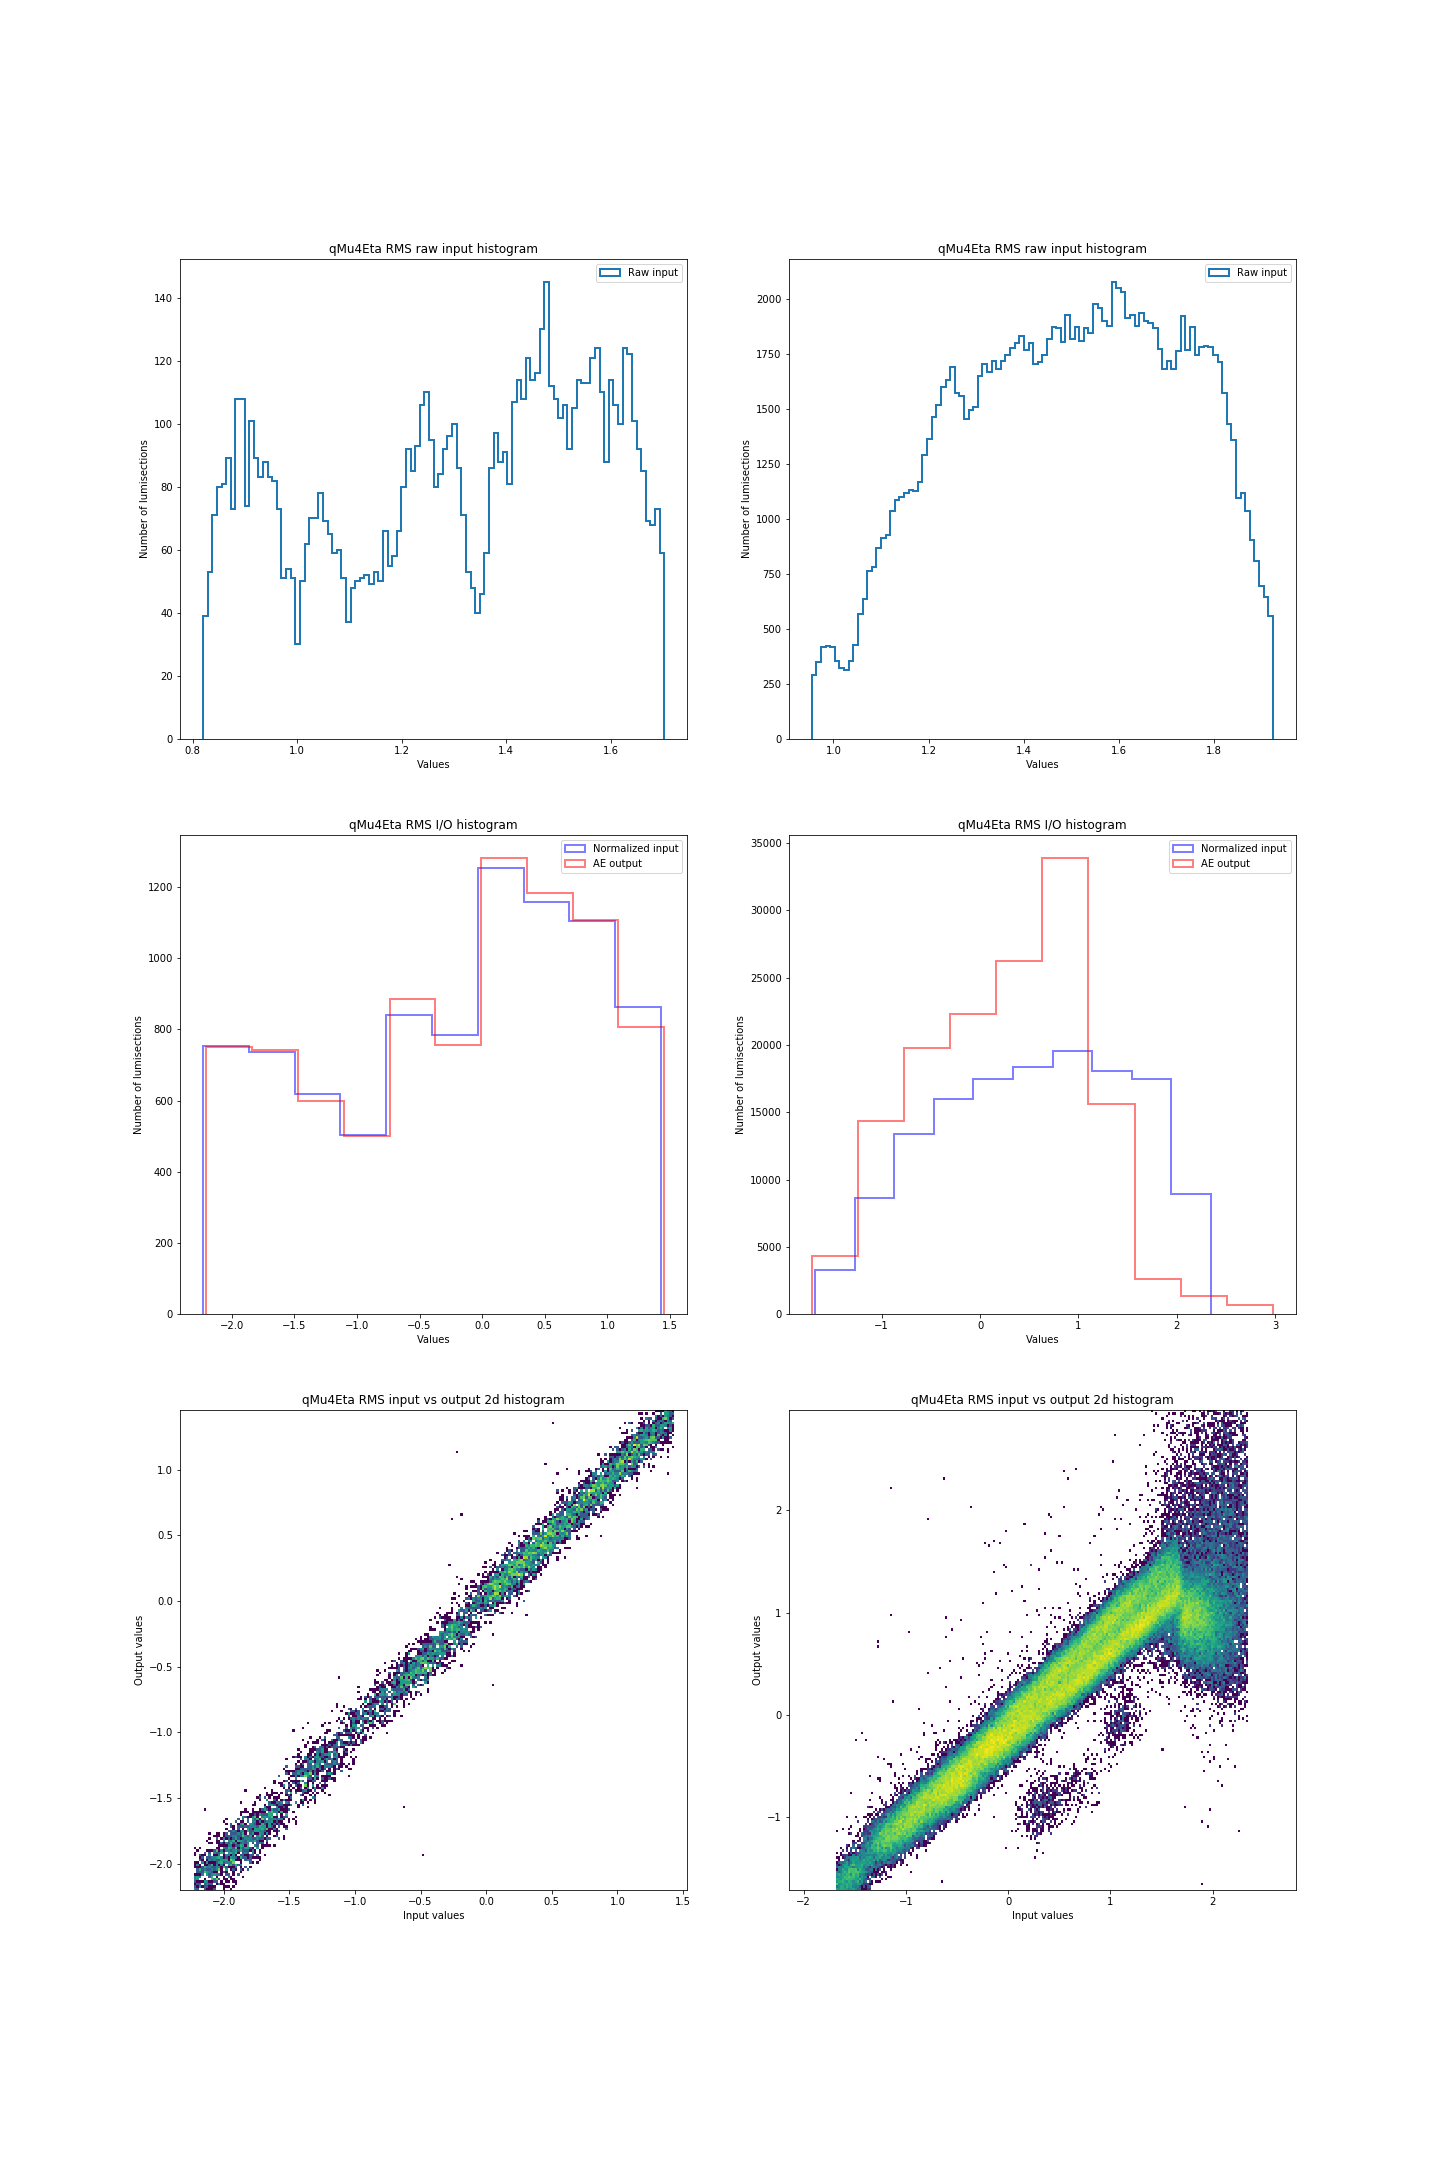 qMu4Eta RMS raw input histogram
Raw input
140
120
100
80
60
40
20
0
Number of lumisections
0.8 1.0 1.2 1.4 1.6
Values
qMu4Eta RMS raw input histogram
Raw input
2000
1750
1500
1250
1000
750
500
250
0
Number of lumisections
1.0 1.2 1.4 1.6 1.8
Values
qMu4Eta RMS I/O histogram
Normalized input
AE output
1200
1000
800
600
400
200
0
Number of lumisections
−2.0 −1.5 −1.0 −0.5 0.0 0.5 1.0 1.5
Values
qMu4Eta RMS I/O histogram
Normalized input
AE output
35000
30000
25000
20000
15000
10000
5000
0
Number of lumisections
−1 0 1 2 3
Values
qMu4Eta RMS input vs output 2d histogram
1.0
0.5
0.0
−0.5
−1.0
−1.5
−2.0
Output values
−2.0 −1.5 −1.0 −0.5 0.0 0.5 1.0 1.5
Input values
qMu4Eta RMS input vs output 2d histogram
2
1
0
−1
Output values
−2 −1 0 1 2
Input values